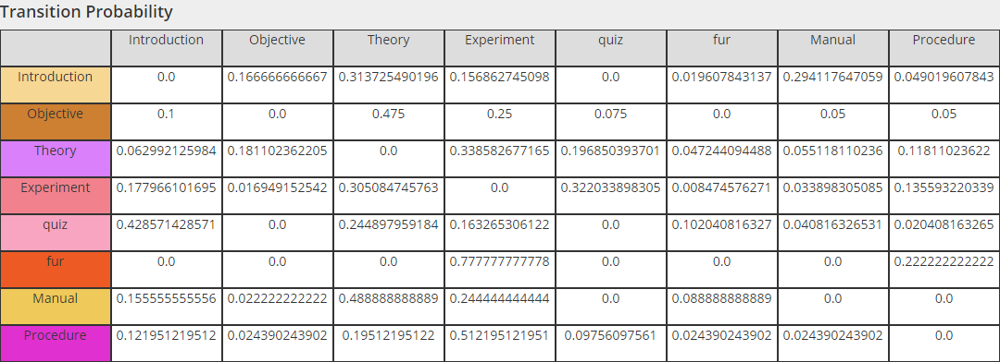 Transition Probability
Introduction Objective Theory Experiment quiz fur Manual Procedure
Introduction 0.0 0.166666666667 0.313725490196 0.156862745098 0.0 0.019607843137 0.294117647059 0.049019607843
Objective 0.1 0.0 0.475 0.25 0.075 0.0 0.05 0.05
Theory 0.062992125984 0.181102362205 0.0 0.338582677165 0.196850393701 0.047244094488 0.055118110236 0.11811023622
Experiment 0.177966101695 0.016949152542 0.305084745763 0.0 0.322033898305 0.008474576271 0.033898305085 0.135593220339
quiz 0.428571428571 0.0 0.244897959184 0.163265306122 0.0 0.102040816327 0.040816326531 0.020408163265
fur 0.0 0.0 0.0 0.777777777778 0.0 0.0 0.0 0.222222222222
Manual 0.155555555556 0.022222222222 0.488888888889 0.244444444444 0.0 0.088888888889 0.0 0.0
Procedure 0.121951219512 0.024390243902 0.19512195122 0.512195121951 0.09756097561 0.024390243902 0.024390243902 0.0